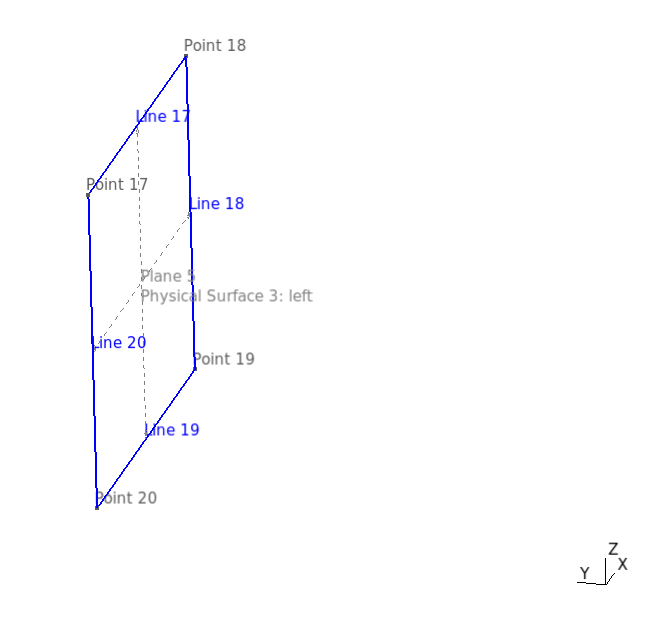 Point 18
Line 17
Point 17
Line 18
Plane 5
Physical Surface 3: left
Line 20
Point 19
Line 19
Point 20
Z
X
Y